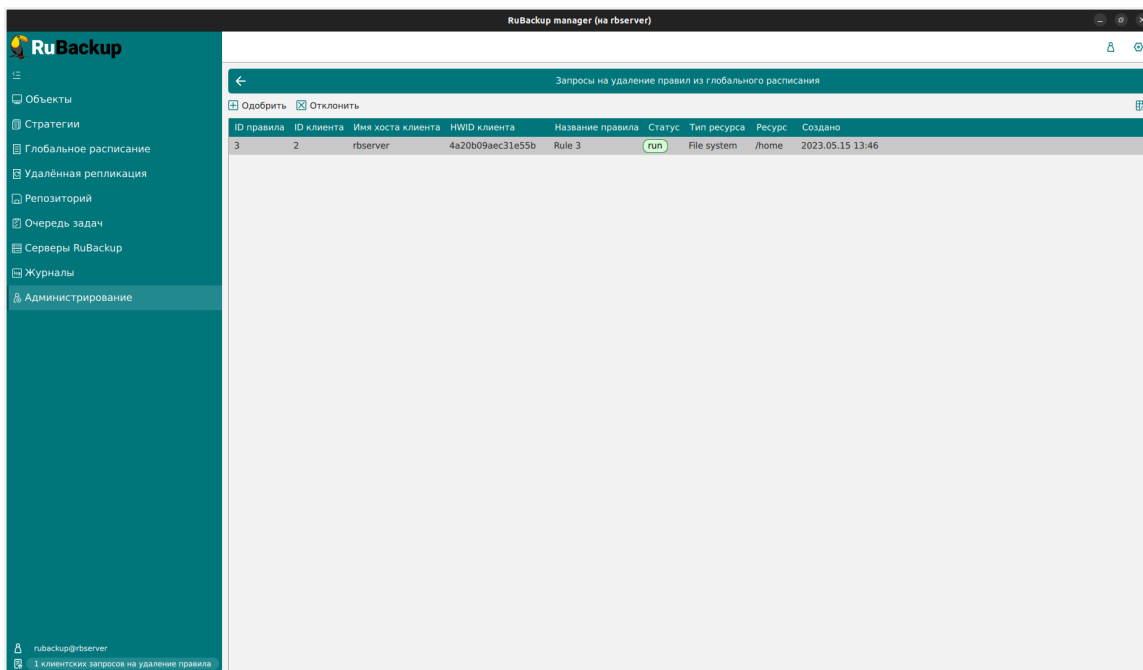 RuBackup manager (на rbserver)
RuBackup
Объекты
Стратегии
Глобальное расписание
Удалённая репликация
Репозиторий
Очередь задач
Серверы RuBackup
Журналы
Администрирование
Запросы на удаление правил из глобального расписания
Одобрить Отклонить
ID правила ID клиента Имя хоста клиента HWID клиента Название правила Статус Тип ресурса Ресурс Создано
3 2 rbserver 4a20b09aec31e55b Rule 3 run File system /home 2023.05.15 13:46
rubackup@rbserver
1 клиентских запросов на удаление правила